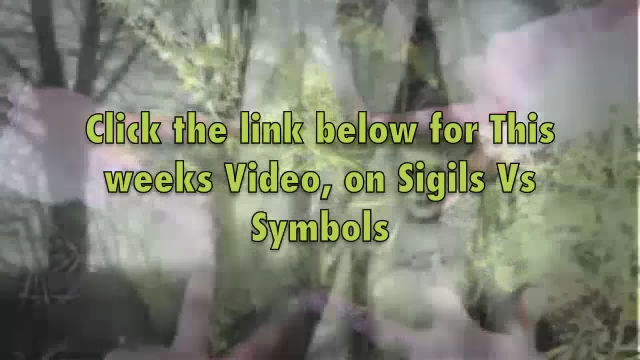 Click the link below for This
weeks Video, on Sigils Vs
Symbols